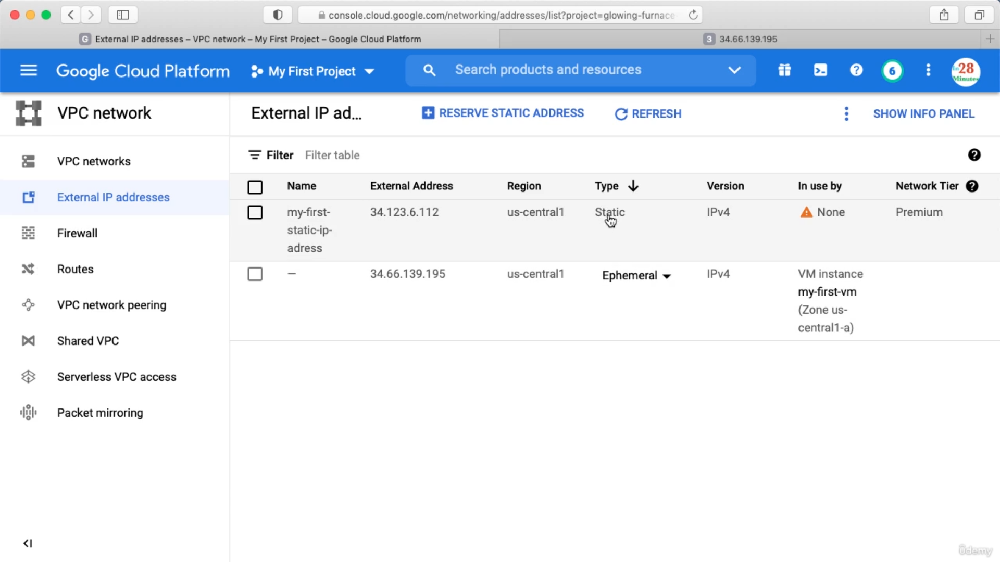 console.cloud.google.com/networking/addresses/list?project=glowing-furnace-
G External IP addresses – VPC network – My First Project – Google Cloud Platform
3 34.66.139.195
Google Cloud Platform
My First Project
Search products and resources
6
in28
Minutes
VPC network
External IP ad...
RESERVE STATIC ADDRESS
REFRESH
SHOW INFO PANEL
VPC networks
External IP addresses
Firewall
Routes
VPC network peering
Shared VPC
Serverless VPC access
Packet mirroring
Filter Filter table
Name External Address Region Type Version In use by Network Tier
my-first- 34.123.6.112 us-central1 Static IPv4 None Premium
static-ip-
adress
— 34.66.139.195 us-central1 Ephemeral IPv4 VM instance
my-first-vm
(Zone us-
central1-a)
ûdemy